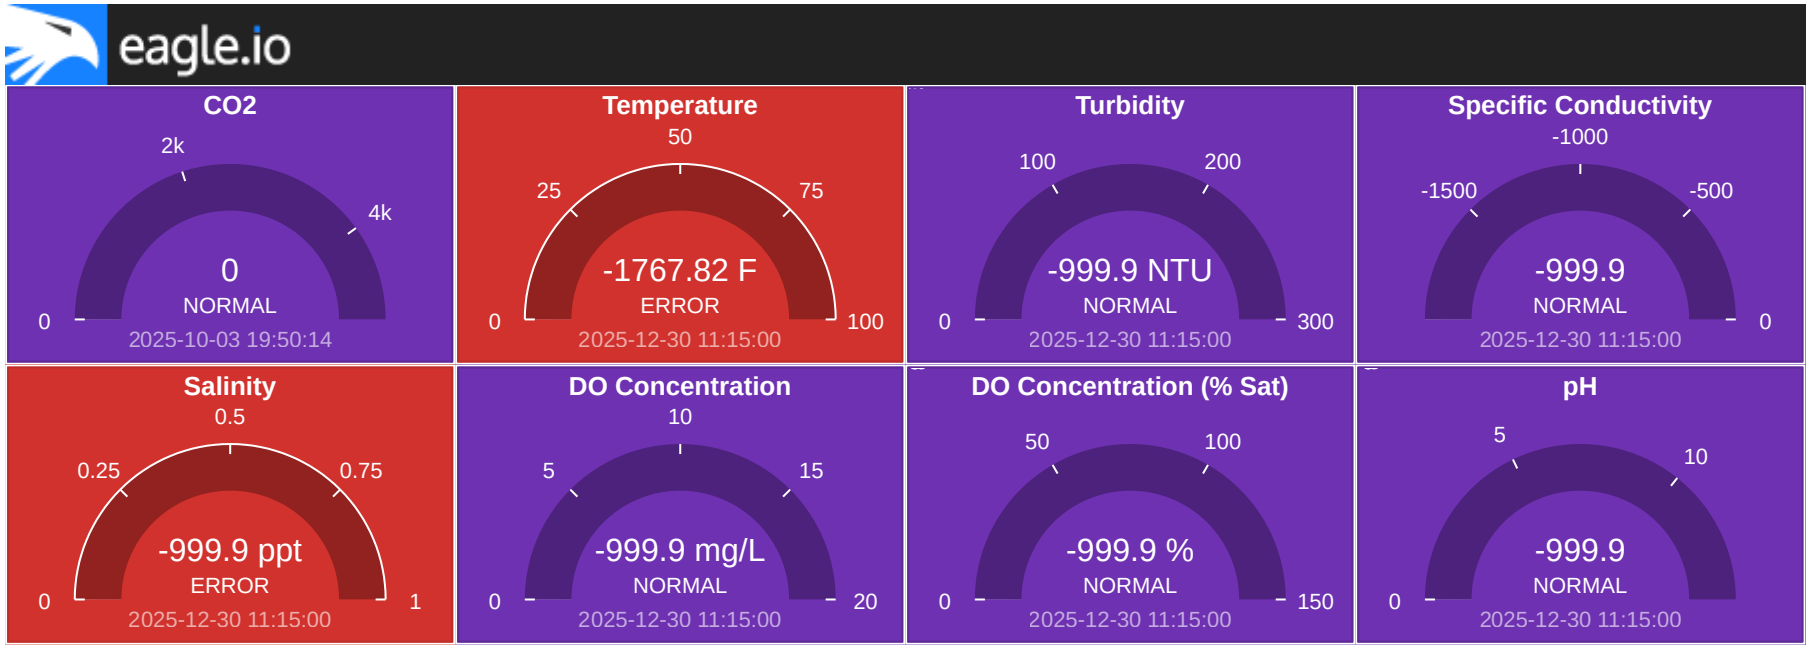 eagle.io
CO2
2k
4k
0
NORMAL
0
2025-10-03 19:50:14
Temperature
50
25
75
-1767.82 F
ERROR
0
100
2025-12-30 11:15:00
Turbidity
100
200
-999.9 NTU
NORMAL
0
300
2025-12-30 11:15:00
Specific Conductivity
-1000
-1500
-500
-999.9
NORMAL
0
2025-12-30 11:15:00
Salinity
0.5
0.25
0.75
-999.9 ppt
ERROR
0
1
2025-12-30 11:15:00
DO Concentration
10
5
15
-999.9 mg/L
NORMAL
0
20
2025-12-30 11:15:00
DO Concentration (% Sat)
50
100
-999.9 %
NORMAL
0
150
2025-12-30 11:15:00
pH
5
10
-999.9
NORMAL
0
2025-12-30 11:15:00